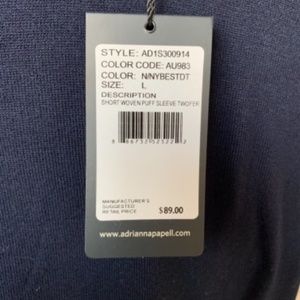 STYLE: AD1S300914
COLOR CODE: AU983
COLOR: N/NYBESTDT
SIZE: L
DESCRIPTION
SHORT WOVEN PUFF SLEEVE TWOFER
MANUFACTURER'S
SUGGESTED
RETAIL PRICE
$89.00
www.adriannapapell.com